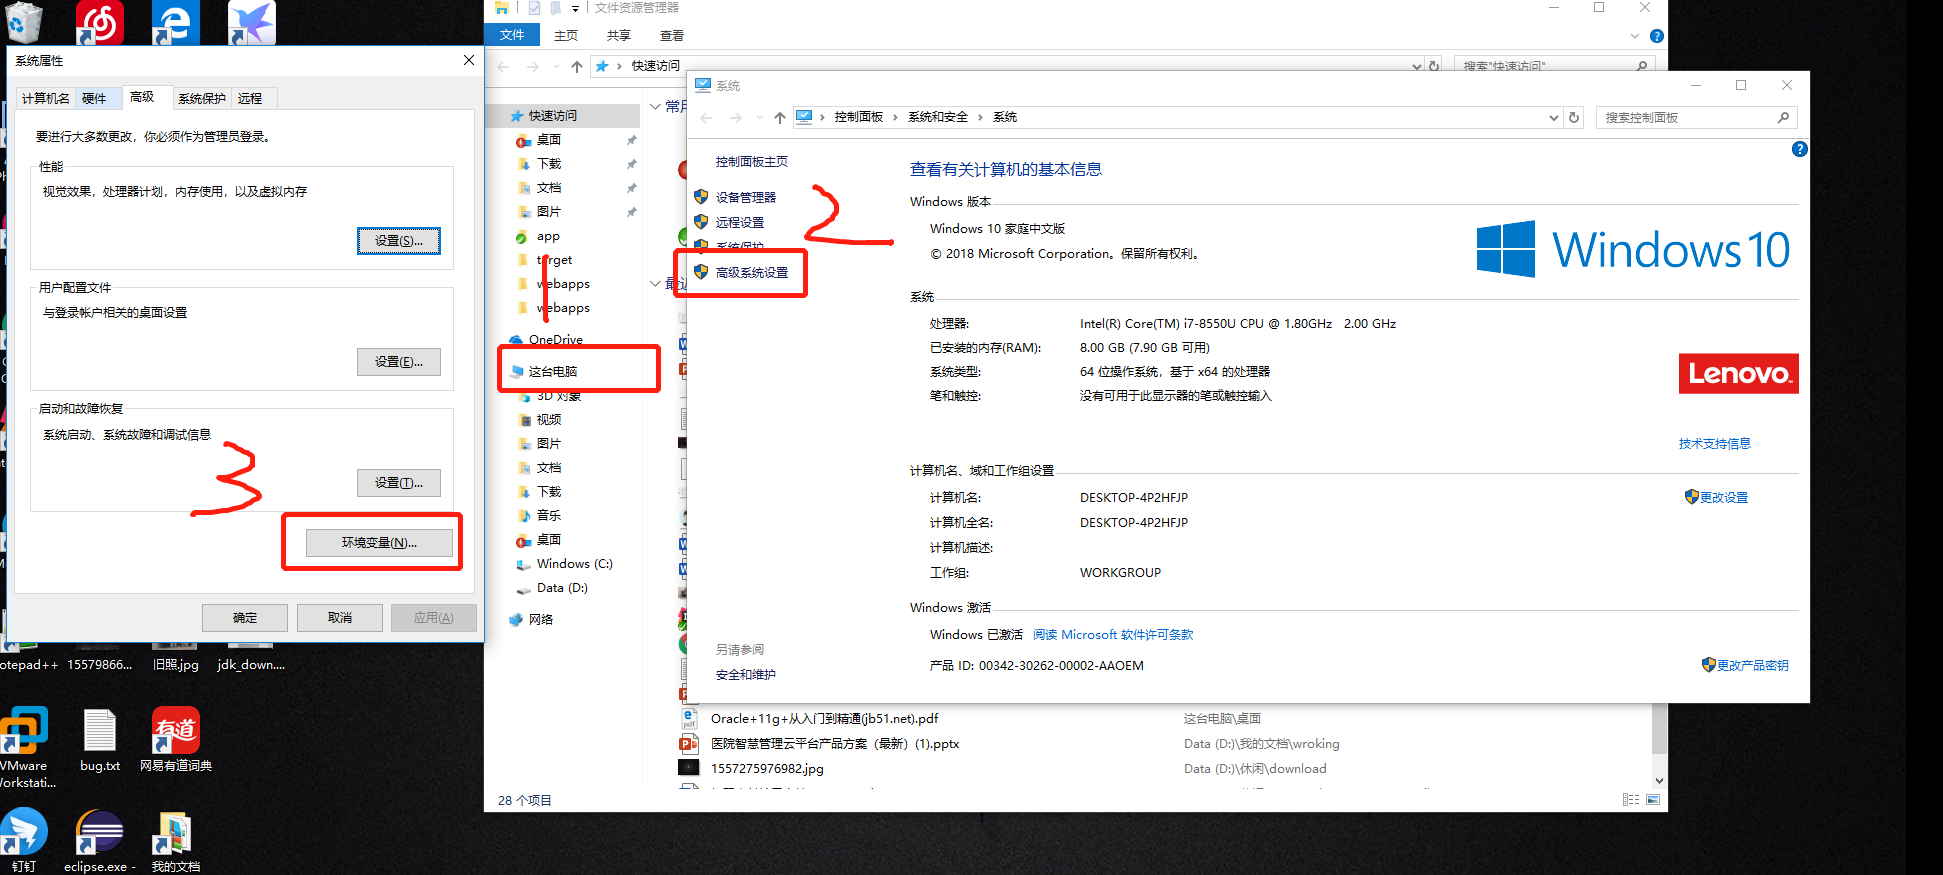 系统属性
计算机名
硬件
高级
系统保护
远程
要进行大多数更改，你必须作为管理员登录。
性能
视觉效果，处理器计划，内存使用，以及虚拟内存
设置(S)...
用户配置文件
与登录帐户相关的桌面设置
设置(E)...
启动和故障恢复
系统启动、系统故障和调试信息
3
设置(T)...
环境变量(N)...
确定
取消
应用(A)
otepad++
15579866...
旧照.jpg
jdk_down....
VMware
Workstati...
bug.txt
有道
网易有道词典
钉钉
eclipse.exe -
我的文档
文件资源管理器
文件
主页
共享
查看
快速访问
搜索"快速访问"
快速访问
桌面
下载
文档
图片
app
target
webapps
webapps
1
OneDrive
这台电脑
3D 对象
视频
图片
文档
下载
音乐
桌面
Windows (C:)
Data (D:)
网络
28 个项目
Oracle+11g+从入门到精通(jb51.net).pdf
这台电脑\桌面
医院智慧管理云平台产品方案（最新）(1).pptx
Data (D:)\我的文档\wroking
1557275976982.jpg
Data (D:)\休闲\download
系统
控制面板
系统和安全
系统
搜索控制面板
控制面板主页
设备管理器
远程设置
系统保护
高级系统设置
2
另请参阅
安全和维护
查看有关计算机的基本信息
Windows 版本
Windows 10 家庭中文版
© 2018 Microsoft Corporation。保留所有权利。
Windows 10
系统
处理器:
Intel(R) Core(TM) i7-8550U CPU @ 1.80GHz 2.00 GHz
已安装的内存(RAM):
8.00 GB (7.90 GB 可用)
系统类型:
64 位操作系统，基于 x64 的处理器
笔和触控:
没有可用于此显示器的笔或触控输入
Lenovo
技术支持信息
计算机名、域和工作组设置
计算机名:
DESKTOP-4P2HFJP
更改设置
计算机全名:
DESKTOP-4P2HFJP
计算机描述:
工作组:
WORKGROUP
Windows 激活
Windows 已激活 阅读 Microsoft 软件许可条款
产品 ID: 00342-30262-00002-AAOEM
更改产品密钥